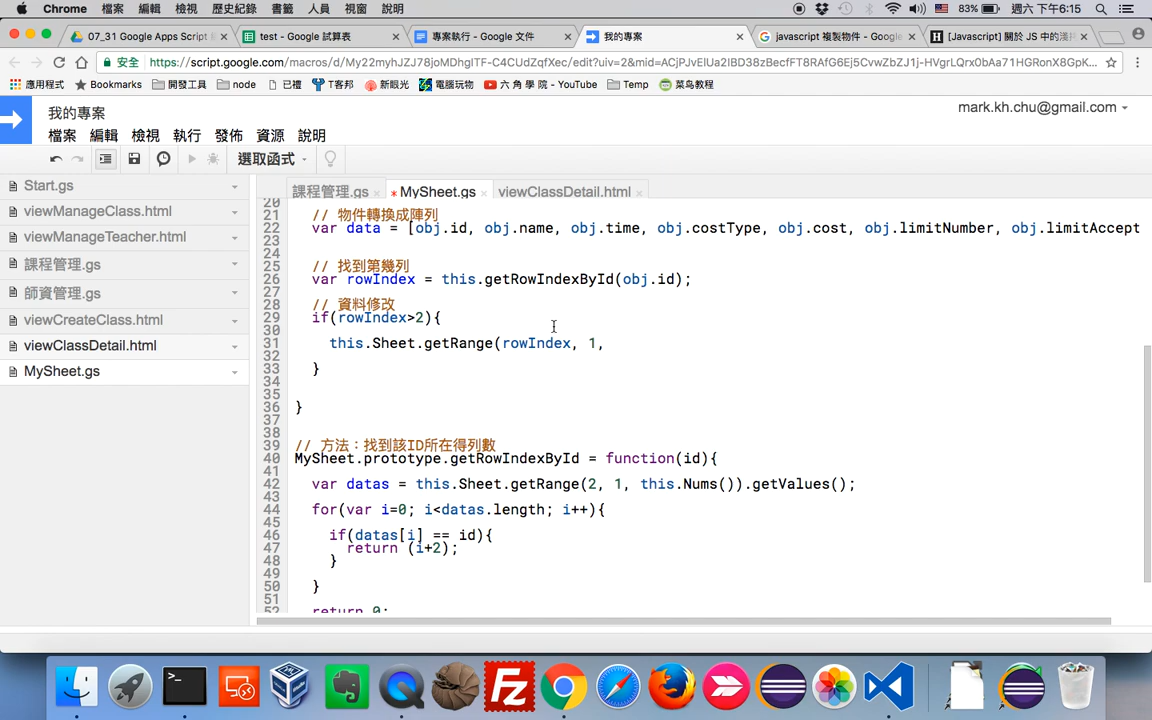 Chrome 檔案 編輯 檢視 歷史紀錄 書籤 人員 視窗 說明 83% 週六 下午6:15
07_31 Google Apps Script test - Google 試算表 專案執行 - Google 文件 我的專案 javascript 複製物件 - Google [Javascript] 關於 JS 中的淺拷
安全 https://script.google.com/macros/d/My22myhJZJ78joMDhgITF-C4CUdZqfXec/edit?uiv=2&mid=ACjPJvElUa2IBD38zBecfFT8RAfG6Ej5CvwZbZJ1j-HVgrLQrx0bAa71HGRonX8GpK...
應用程式 Bookmarks 開發工具 node 已禮 T客邦 新眼光 電腦玩物 六 角 學 院 - YouTube Temp 菜鳥教程
我的專案 mark.kh.chu@gmail.com
檔案 編輯 檢視 執行 發佈 資源 說明
選取函式
Start.gs
viewManageClass.html
viewManageTeacher.html
課程管理.gs
師資管理.gs
viewCreateClass.html
viewClassDetail.html
MySheet.gs
課程管理.gs × *MySheet.gs × viewClassDetail.html ×
20
21 // 物件轉換成陣列
22 var data = [obj.id, obj.name, obj.time, obj.costType, obj.cost, obj.limitNumber, obj.limitAccept
23
24
25 // 找到第幾列
26 var rowIndex = this.getRowIndexById(obj.id);
27
28 // 資料修改
29 if(rowIndex>2){
30
31 this.Sheet.getRange(rowIndex, 1,
32
33 }
34
35
36 }
37
38
39 // 方法：找到該ID所在得列數
40 MySheet.prototype.getRowIndexById = function(id){
41
42 var datas = this.Sheet.getRange(2, 1, this.Nums()).getValues();
43
44 for(var i=0; i<datas.length; i++){
45
46 if(datas[i] == id){
47 return (i+2);
48 }
49
50 }
51
52 return 0;